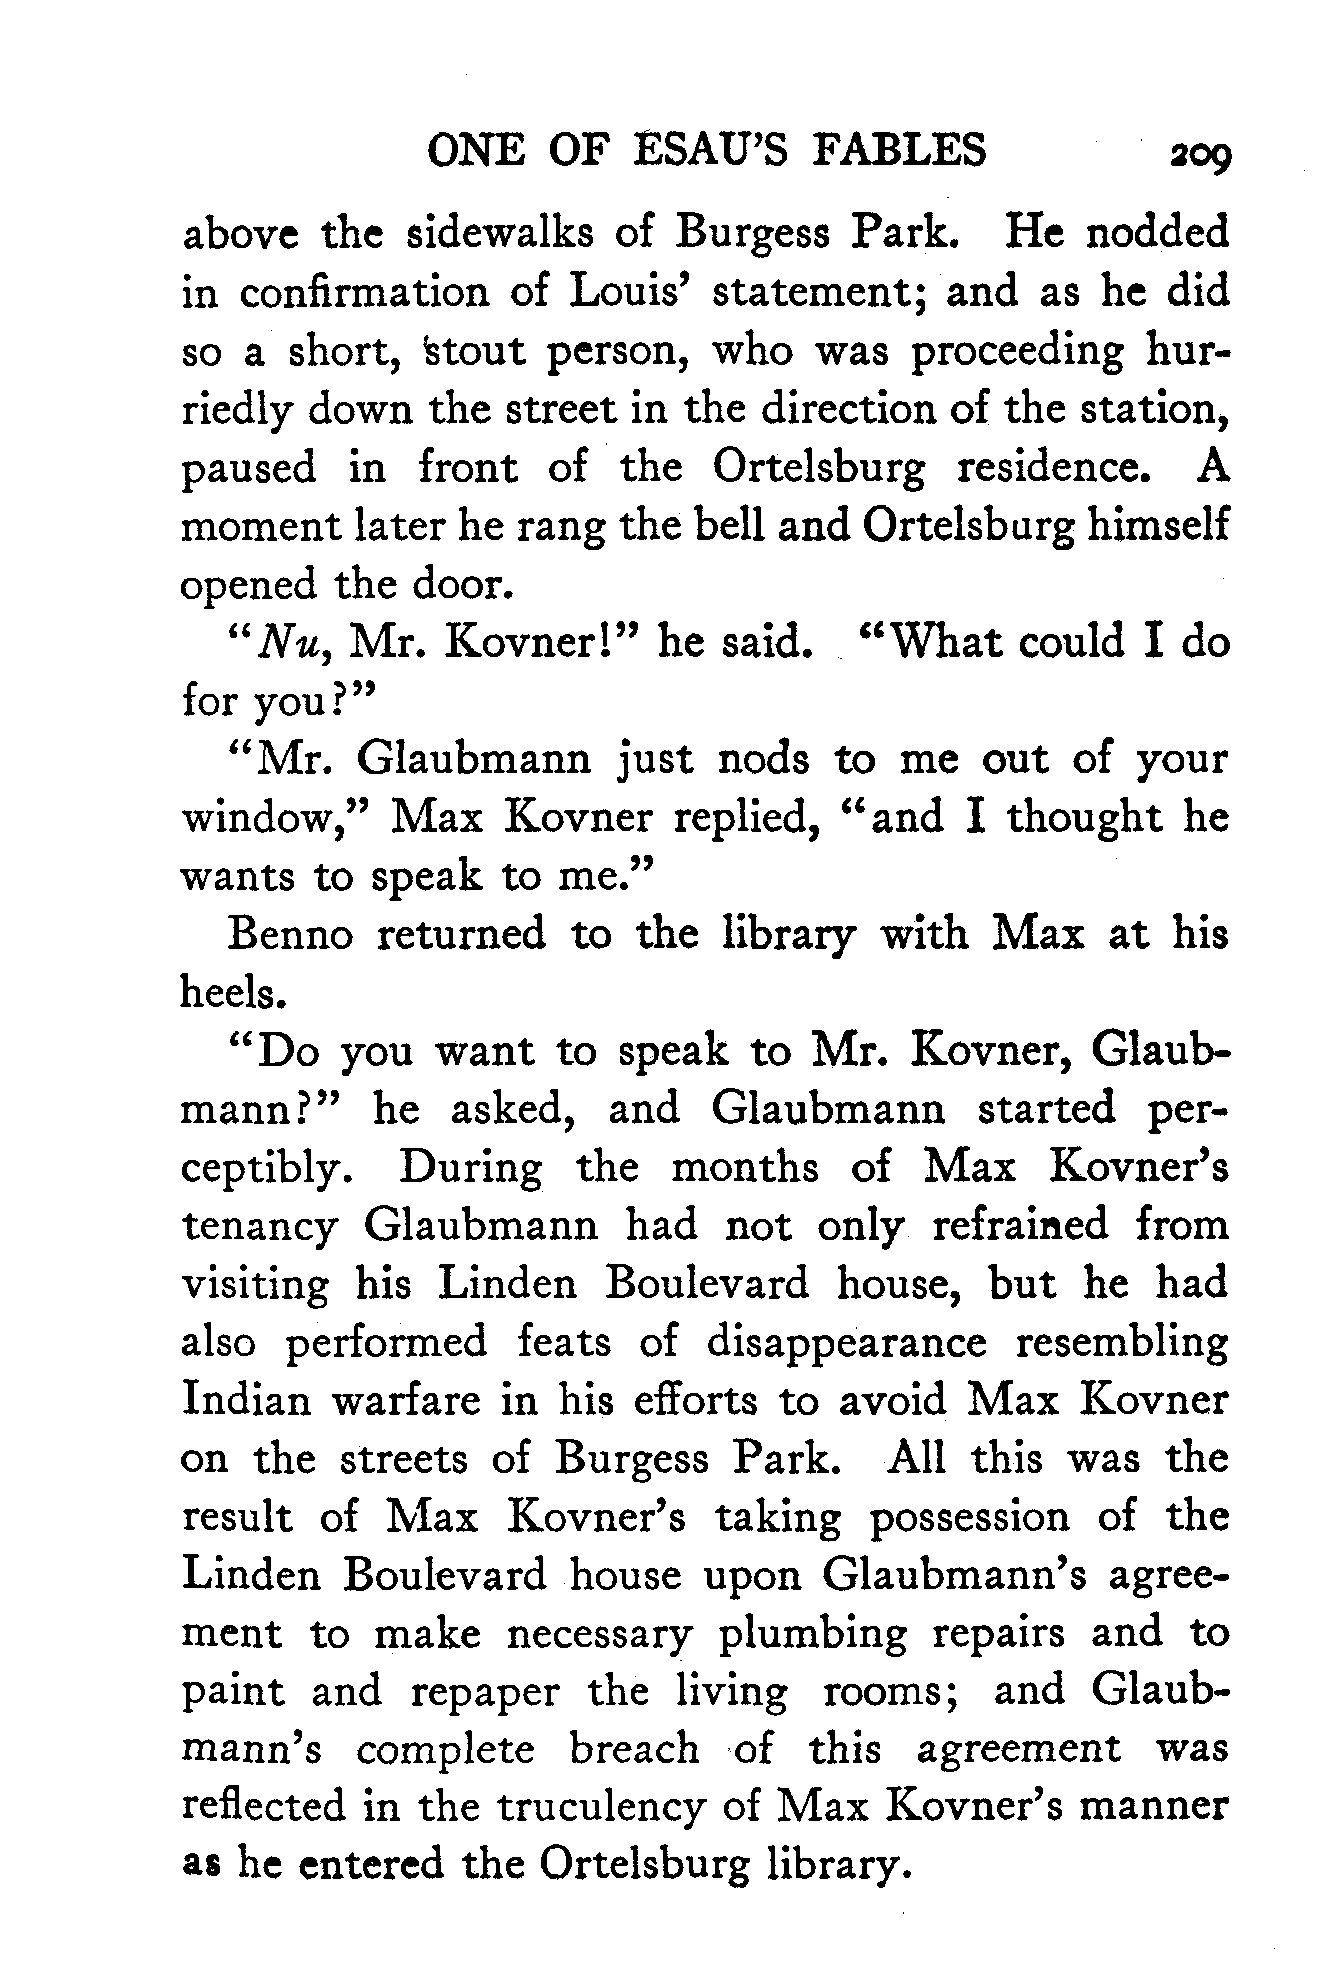 ONE OF ESAU'S FABLES 209
above the sidewalks of Burgess Park. He nodded
in confirmation of Louis' statement; and as he did
so a short, stout person, who was proceeding hur-
riedly down the street in the direction of the station,
paused in front of the Ortelsburg residence. A
moment later he rang the bell and Ortelsburg himself
opened the door.
"Nu, Mr. Kovner!" he said. "What could I do
for you?"
"Mr. Glaubmann just nods to me out of your
window," Max Kovner replied, "and I thought he
wants to speak to me."
Benno returned to the library with Max at his
heels.
"Do you want to speak to Mr. Kovner, Glaub-
mann?" he asked, and Glaubmann started per-
ceptibly. During the months of Max Kovner's
tenancy Glaubmann had not only refrained from
visiting his Linden Boulevard house, but he had
also performed feats of disappearance resembling
Indian warfare in his efforts to avoid Max Kovner
on the streets of Burgess Park. All this was the
result of Max Kovner's taking possession of the
Linden Boulevard house upon Glaubmann's agree-
ment to make necessary plumbing repairs and to
paint and repaper the living rooms; and Glaub-
mann's complete breach of this agreement was
reflected in the truculency of Max Kovner's manner
as he entered the Ortelsburg library.